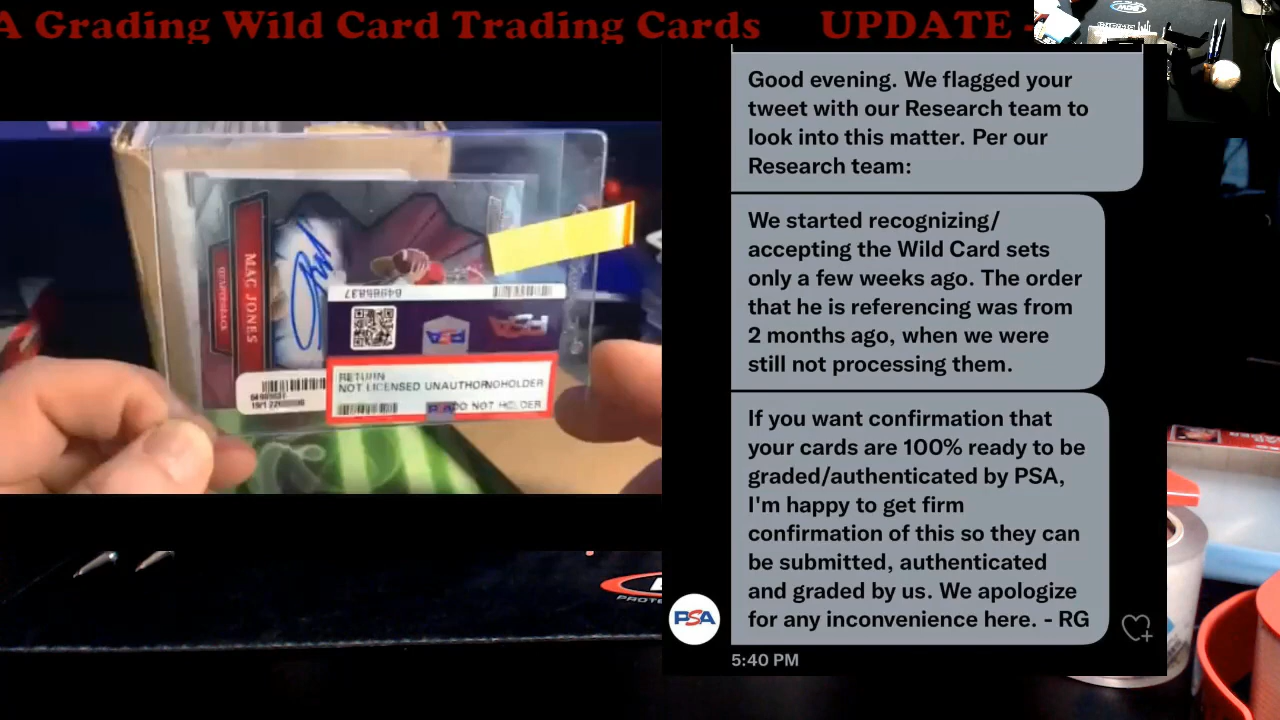 A Grading Wild Card Trading Cards UPDATE -
MAC JONES
QUARTERBACK
64985837
PSA
RETURN
NOT LICENSED UNAUTHOR NOHOLDER
DO NOT HOLDER
Good evening. We flagged your
tweet with our Research team to
look into this matter. Per our
Research team:
We started recognizing/
accepting the Wild Card sets
only a few weeks ago. The order
that he is referencing was from
2 months ago, when we were
still not processing them.
If you want confirmation that
your cards are 100% ready to be
graded/authenticated by PSA,
I'm happy to get firm
confirmation of this so they can
be submitted, authenticated
and graded by us. We apologize
for any inconvenience here. - RG
PSA
5:40 PM